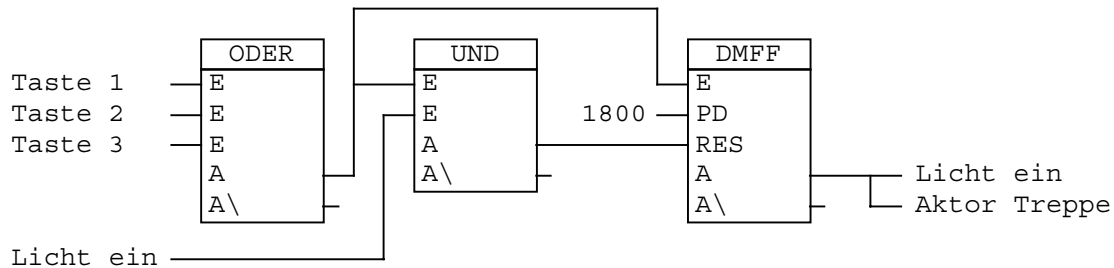 ODER UND DMFF
Taste 1 E E E
Taste 2 E E 1800 PD
Taste 3 E A RES
A A\ A Licht ein
A\ A\ Aktor Treppe
Licht ein